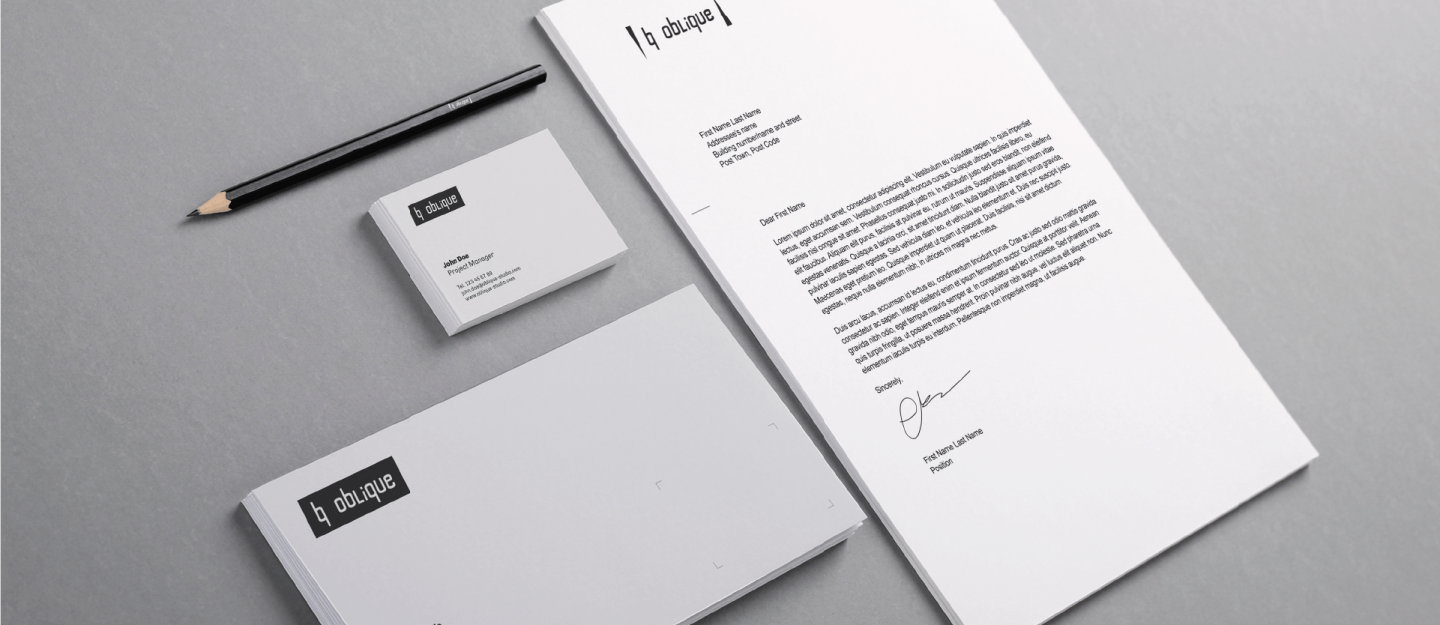 oblique
First Name Last Name
Addressee's name
Building number/name and street
Post Town, Post Code
Dear First Name
Lorem ipsum dolor sit amet, consectetur adipiscing elit. Vestibulum eu vulputate sapien. In quis imperdiet
lectus, eget accumsan sem. Vestibulum consequat rhoncus cursus. Quisque ultrices facilisis libero, eu
facilisis nisl congue sit amet. Phasellus consequat justo mi. In sollicitudin justo sed eros blandit, non eleifend
elit faucibus. Aliquam elit purus, facilisis at pulvinar eu, rutrum ut mauris. Suspendisse aliquam ipsum vitae
egestas venenatis. Quisque a lacinia orci, sit amet tincidunt diam. Nulla blandit justo sit amet purus gravida,
pulvinar iaculis sapien egestas. Sed vehicula diam leo, et vehicula leo elementum et. Duis nec suscipit justo
Maecenas eget pretium leo. Quisque imperdiet ut quam ut placerat. Duis facilisis, nisi sit amet dictum
egestas, neque nulla elementum nibh, in ultrices mi magna nec metus.
Duis arcu lacus, accumsan id lectus eu, condimentum tincidunt purus. Cras ac justo sed odio mattis gravida
consectetur ac sapien. Integer eleifend enim et ipsum fermentum auctor. Quisque at porttitor velit. Aenean
gravida nibh odio, eget tempus mauris semper at. In consectetur sed leo ut molestie. Sed pharetra urna
quis turpis fringilla, ut posuere massa hendrerit. Proin pulvinar nibh augue, vel luctus elit aliquet non. Nunc
elementum iaculis turpis eu interdum. Pellentesque non imperdiet magna, ut facilisis augue.
Sincerely,
First Name Last Name
Position
oblique
John Doe
Project Manager
Tel. 123 45 67 89
john.doe@oblique-studio.com
www.oblique-studio.com
oblique